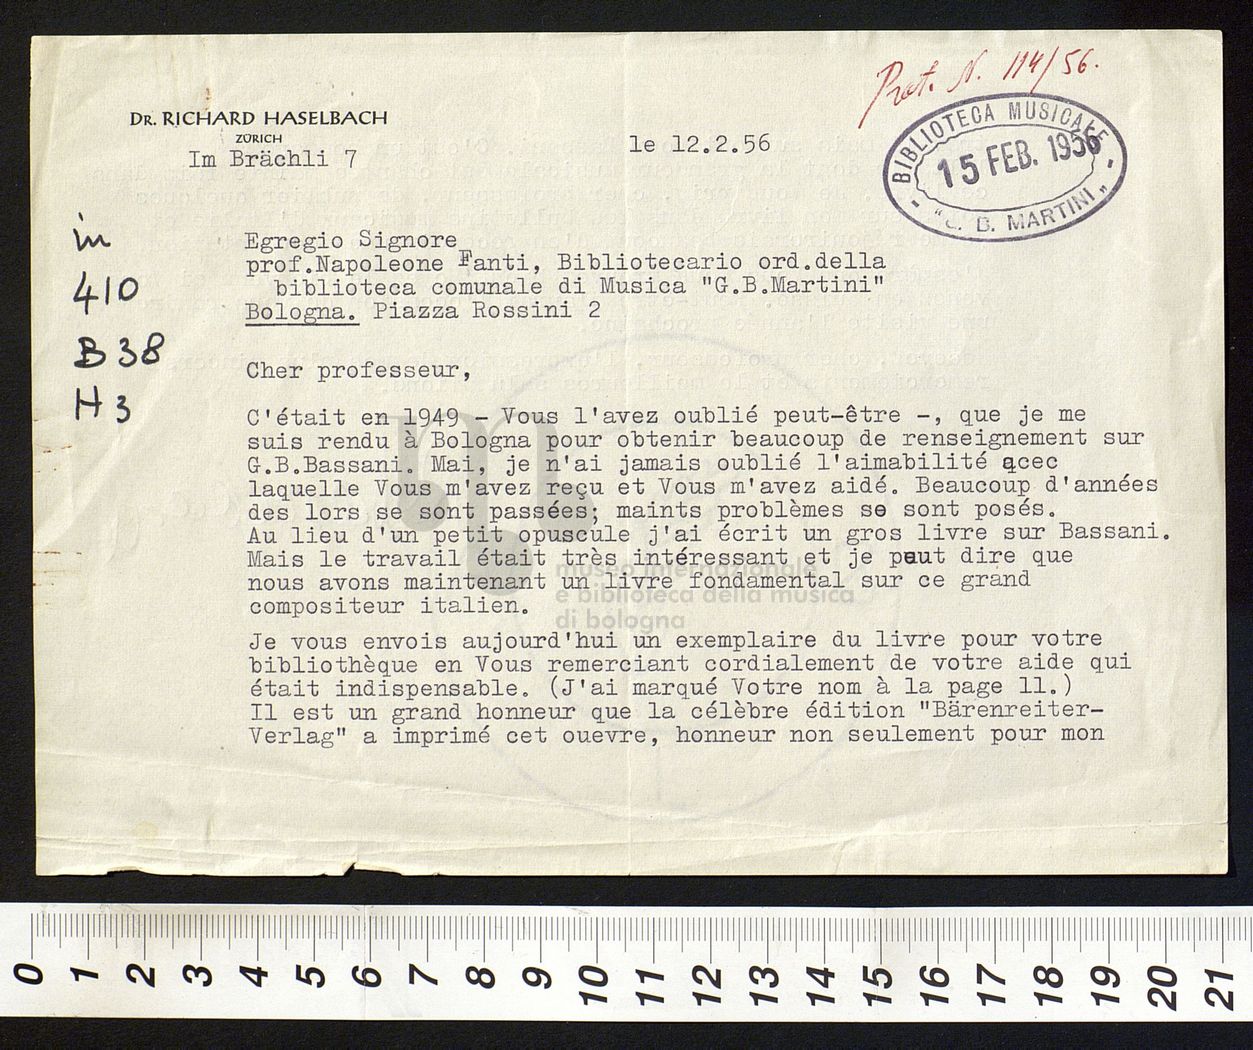 Prot. N. 114/56.
DR. RICHARD HASELBACH
ZÜRICH
Im Brächli 7
le 12.2.56
BIBLIOTECA MUSICALE
15 FEB. 1956
- "G. B. MARTINI" -
in
410
B 38
H 3
Egregio Signore
prof.Napoleone Fanti, Bibliotecario ord.della
biblioteca comunale di Musica "G.B.Martini"
Bologna. Piazza Rossini 2
Cher professeur,
C'était en 1949 - Vous l'avez oublié peut-être -, que je me
suis rendu à Bologna pour obtenir beaucoup de renseignement sur
G.B.Bassani. Mai, je n'ai jamais oublié l'aimabilité acec
laquelle Vous m'avez reçu et Vous m'avez aidé. Beaucoup d'années
des lors se sont passées; maints problèmes se sont posés.
Au lieu d'un petit opuscule j'ai écrit un gros livre sur Bassani.
Mais le travail était très intéressant et je peut dire que
nous avons maintenant un livre fondamental sur ce grand
compositeur italien.
museo internazionale
e biblioteca della musica
di bologna
Je vous envois aujourd'hui un exemplaire du livre pour votre
bibliothèque en Vous remerciant cordialement de votre aide qui
était indispensable. (J'ai marqué Votre nom à la page 11.)
Il est un grand honneur que la célèbre édition "Bärenreiter-
Verlag" a imprimé cet ouevre, honneur non seulement pour mon
0 1 2 3 4 5 6 7 8 9 10 11 12 13 14 15 16 17 18 19 20 21